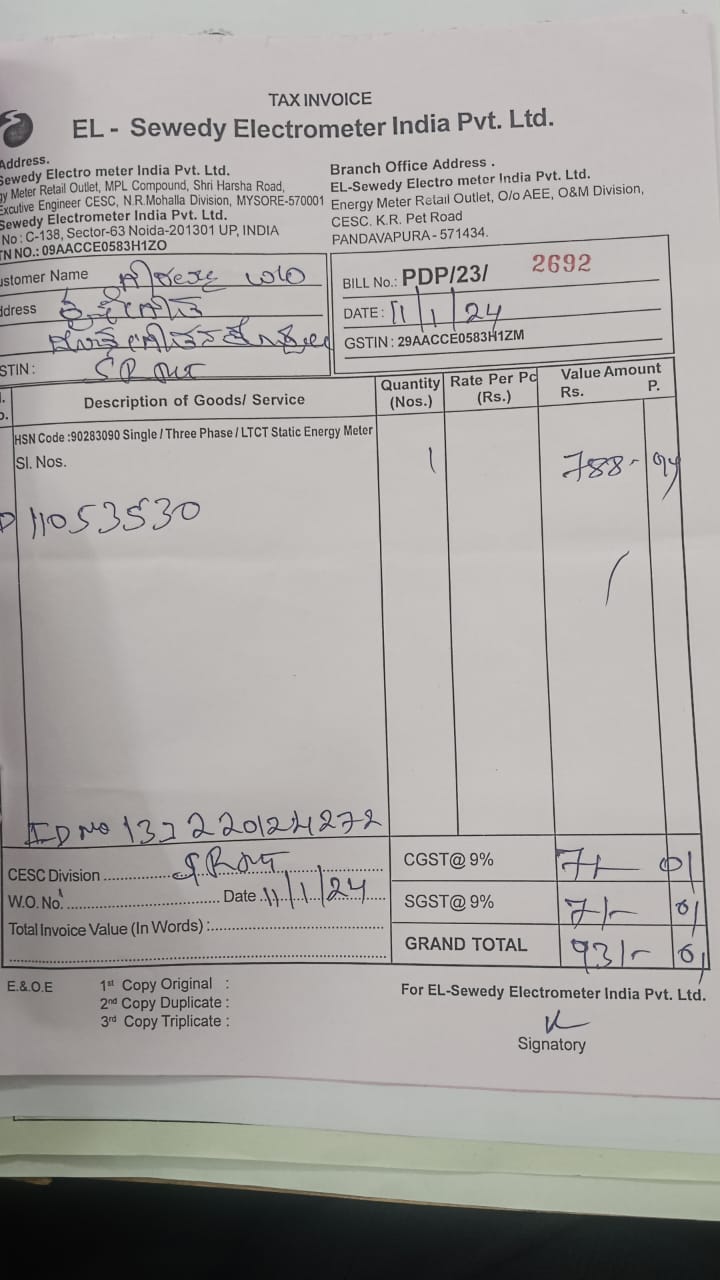 TAX INVOICE
EL - Sewedy Electrometer India Pvt. Ltd.
Address.
Sewedy Electro meter India Pvt. Ltd.
gy Meter Retail Outlet, MPL Compound, Shri Harsha Road,
Excutive Engineer CESC, N.R.Mohalla Division, MYSORE-570001
Sewedy Electrometer India Pvt. Ltd.
No : C-138, Sector-63 Noida-201301 UP, INDIA
TN NO.: 09AACCE0583H1ZO
Branch Office Address .
EL-Sewedy Electro meter India Pvt. Ltd.
Energy Meter Retail Outlet, O/o AEE, O&M Division,
CESC. K.R. Pet Road
PANDAVAPURA - 571434.
ustomer Name
ddress
STIN :
BILL No.: PDP/23/ 2692
DATE : 11/1/24
GSTIN : 29AACCE0583H1ZM
Description of Goods/ Service
Quantity (Nos.)
Rate Per Pc (Rs.)
Value Amount
Rs. P.
HSN Code :90283090 Single / Three Phase / LTCT Static Energy Meter
Sl. Nos.
1 788- 94
11053530
ID No 133220124272
CESC Division
W.O. No. Date 11/1/24
Total Invoice Value (In Words) :
CGST@ 9% 71- 01
SGST@ 9% 71- 01
GRAND TOTAL 931-
E.& O.E
1st Copy Original :
2nd Copy Duplicate :
3rd Copy Triplicate :
For EL-Sewedy Electrometer India Pvt. Ltd.
Signatory